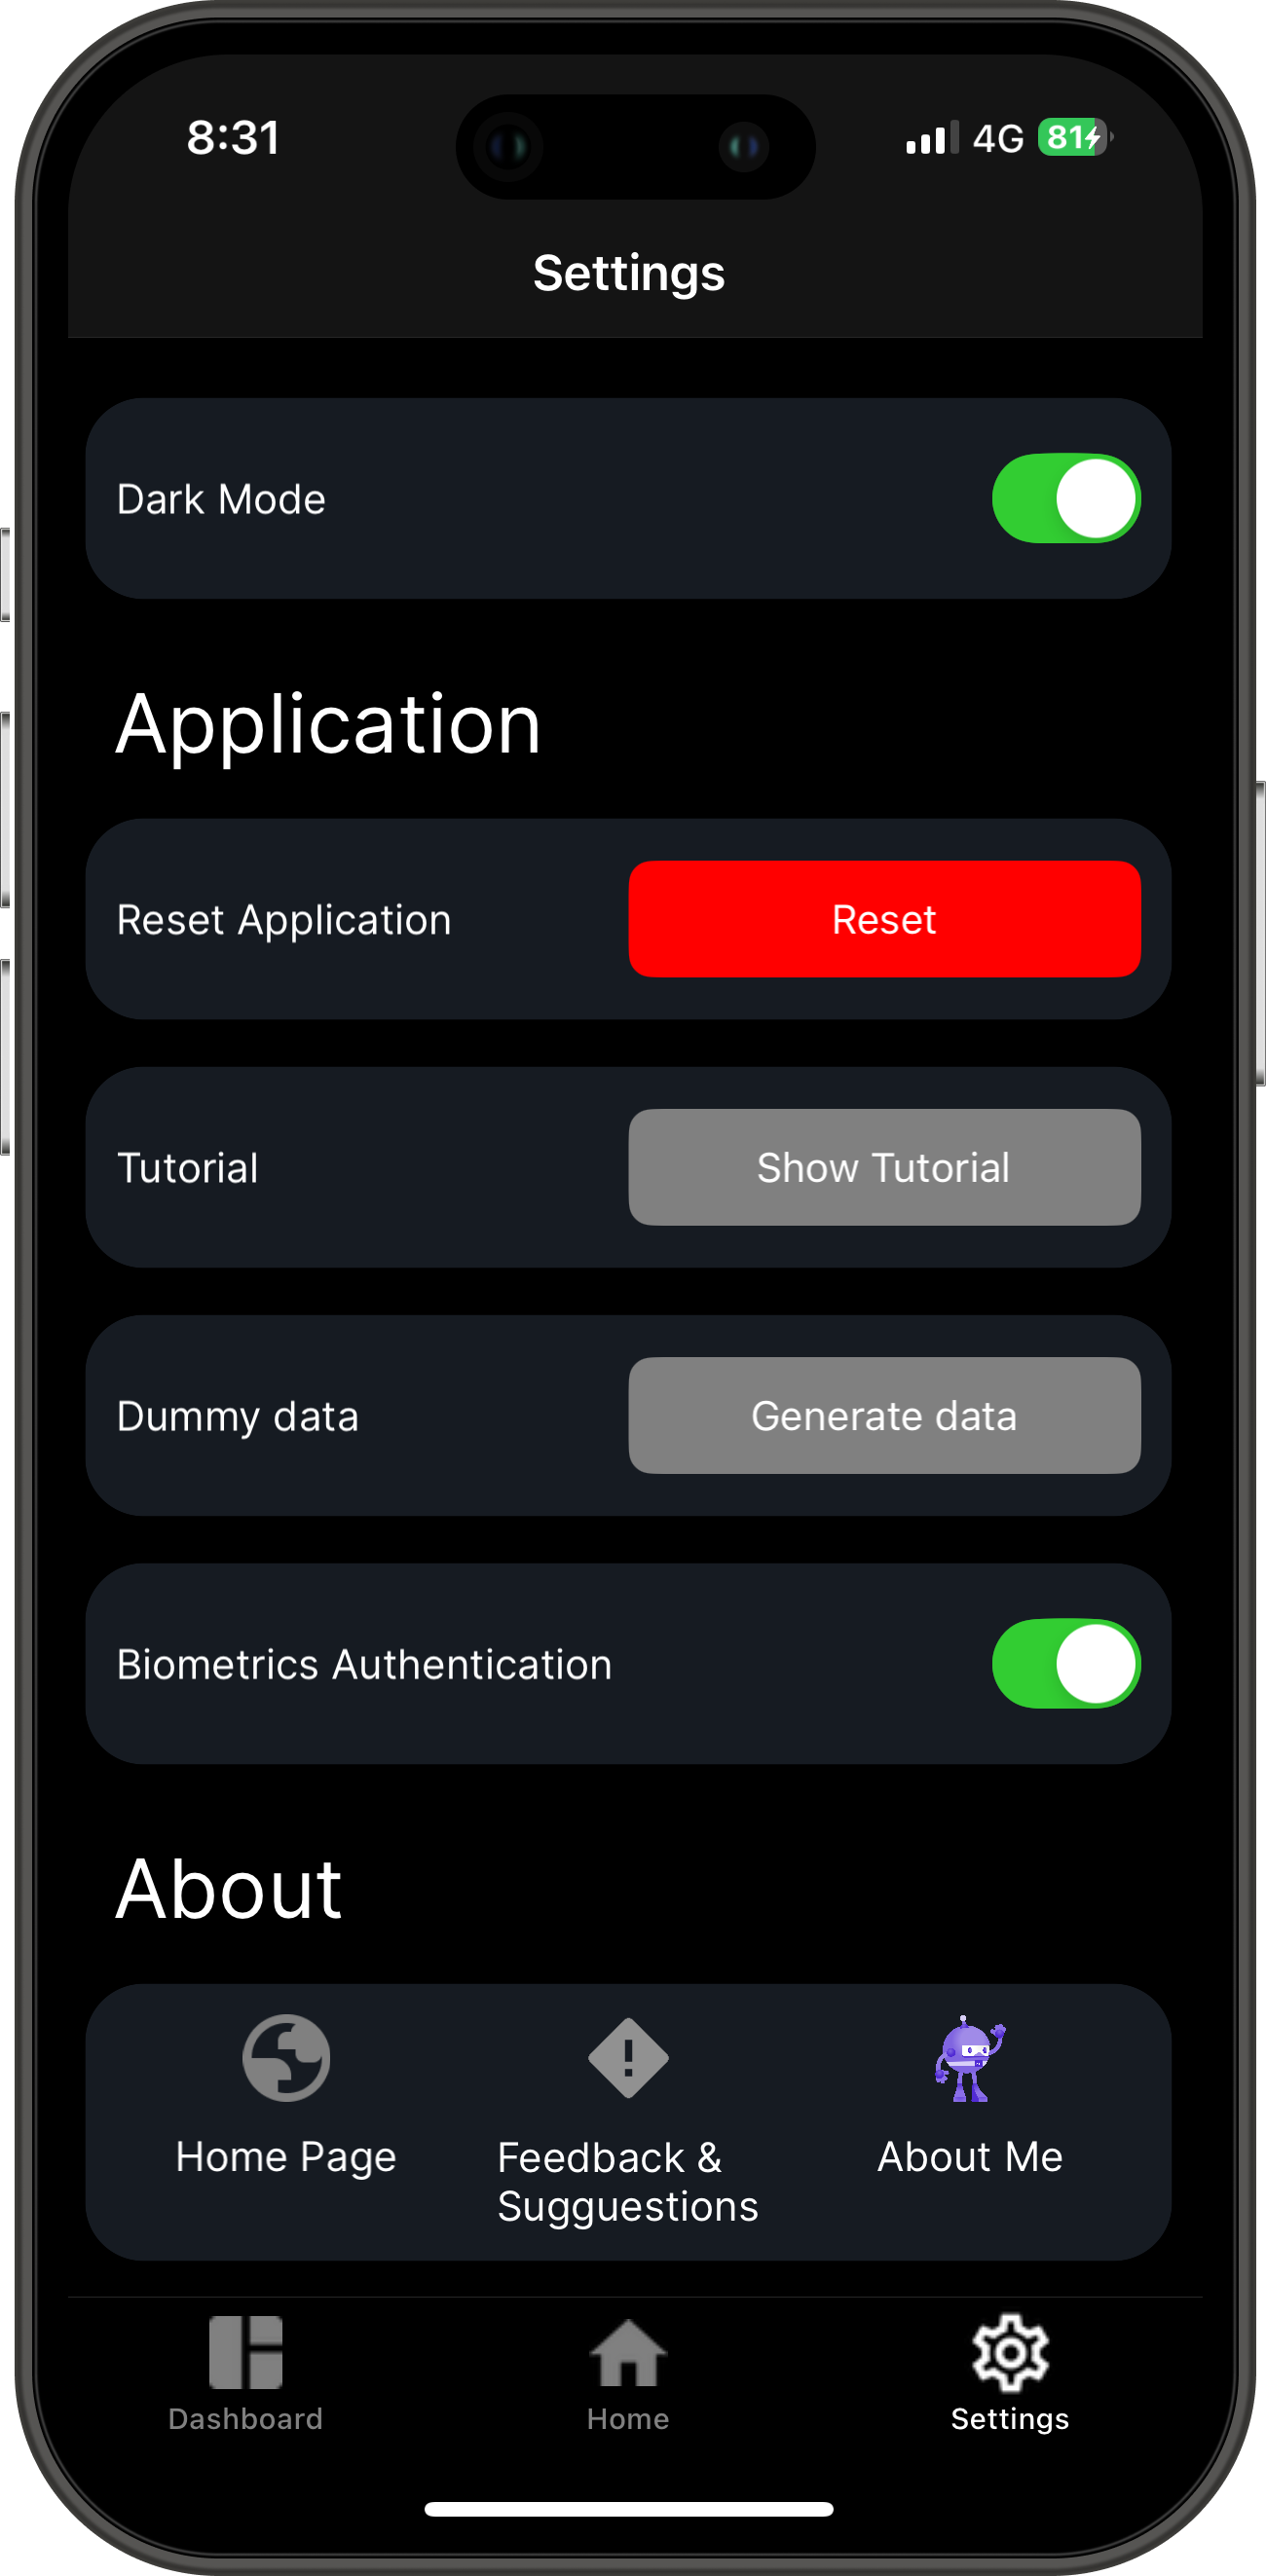 8:31 4G 81
Settings
Dark Mode
Application
Reset Application Reset
Tutorial Show Tutorial
Dummy data Generate data
Biometrics Authentication
About
Home Page Feedback & About Me
Sugguestions
Dashboard Home Settings